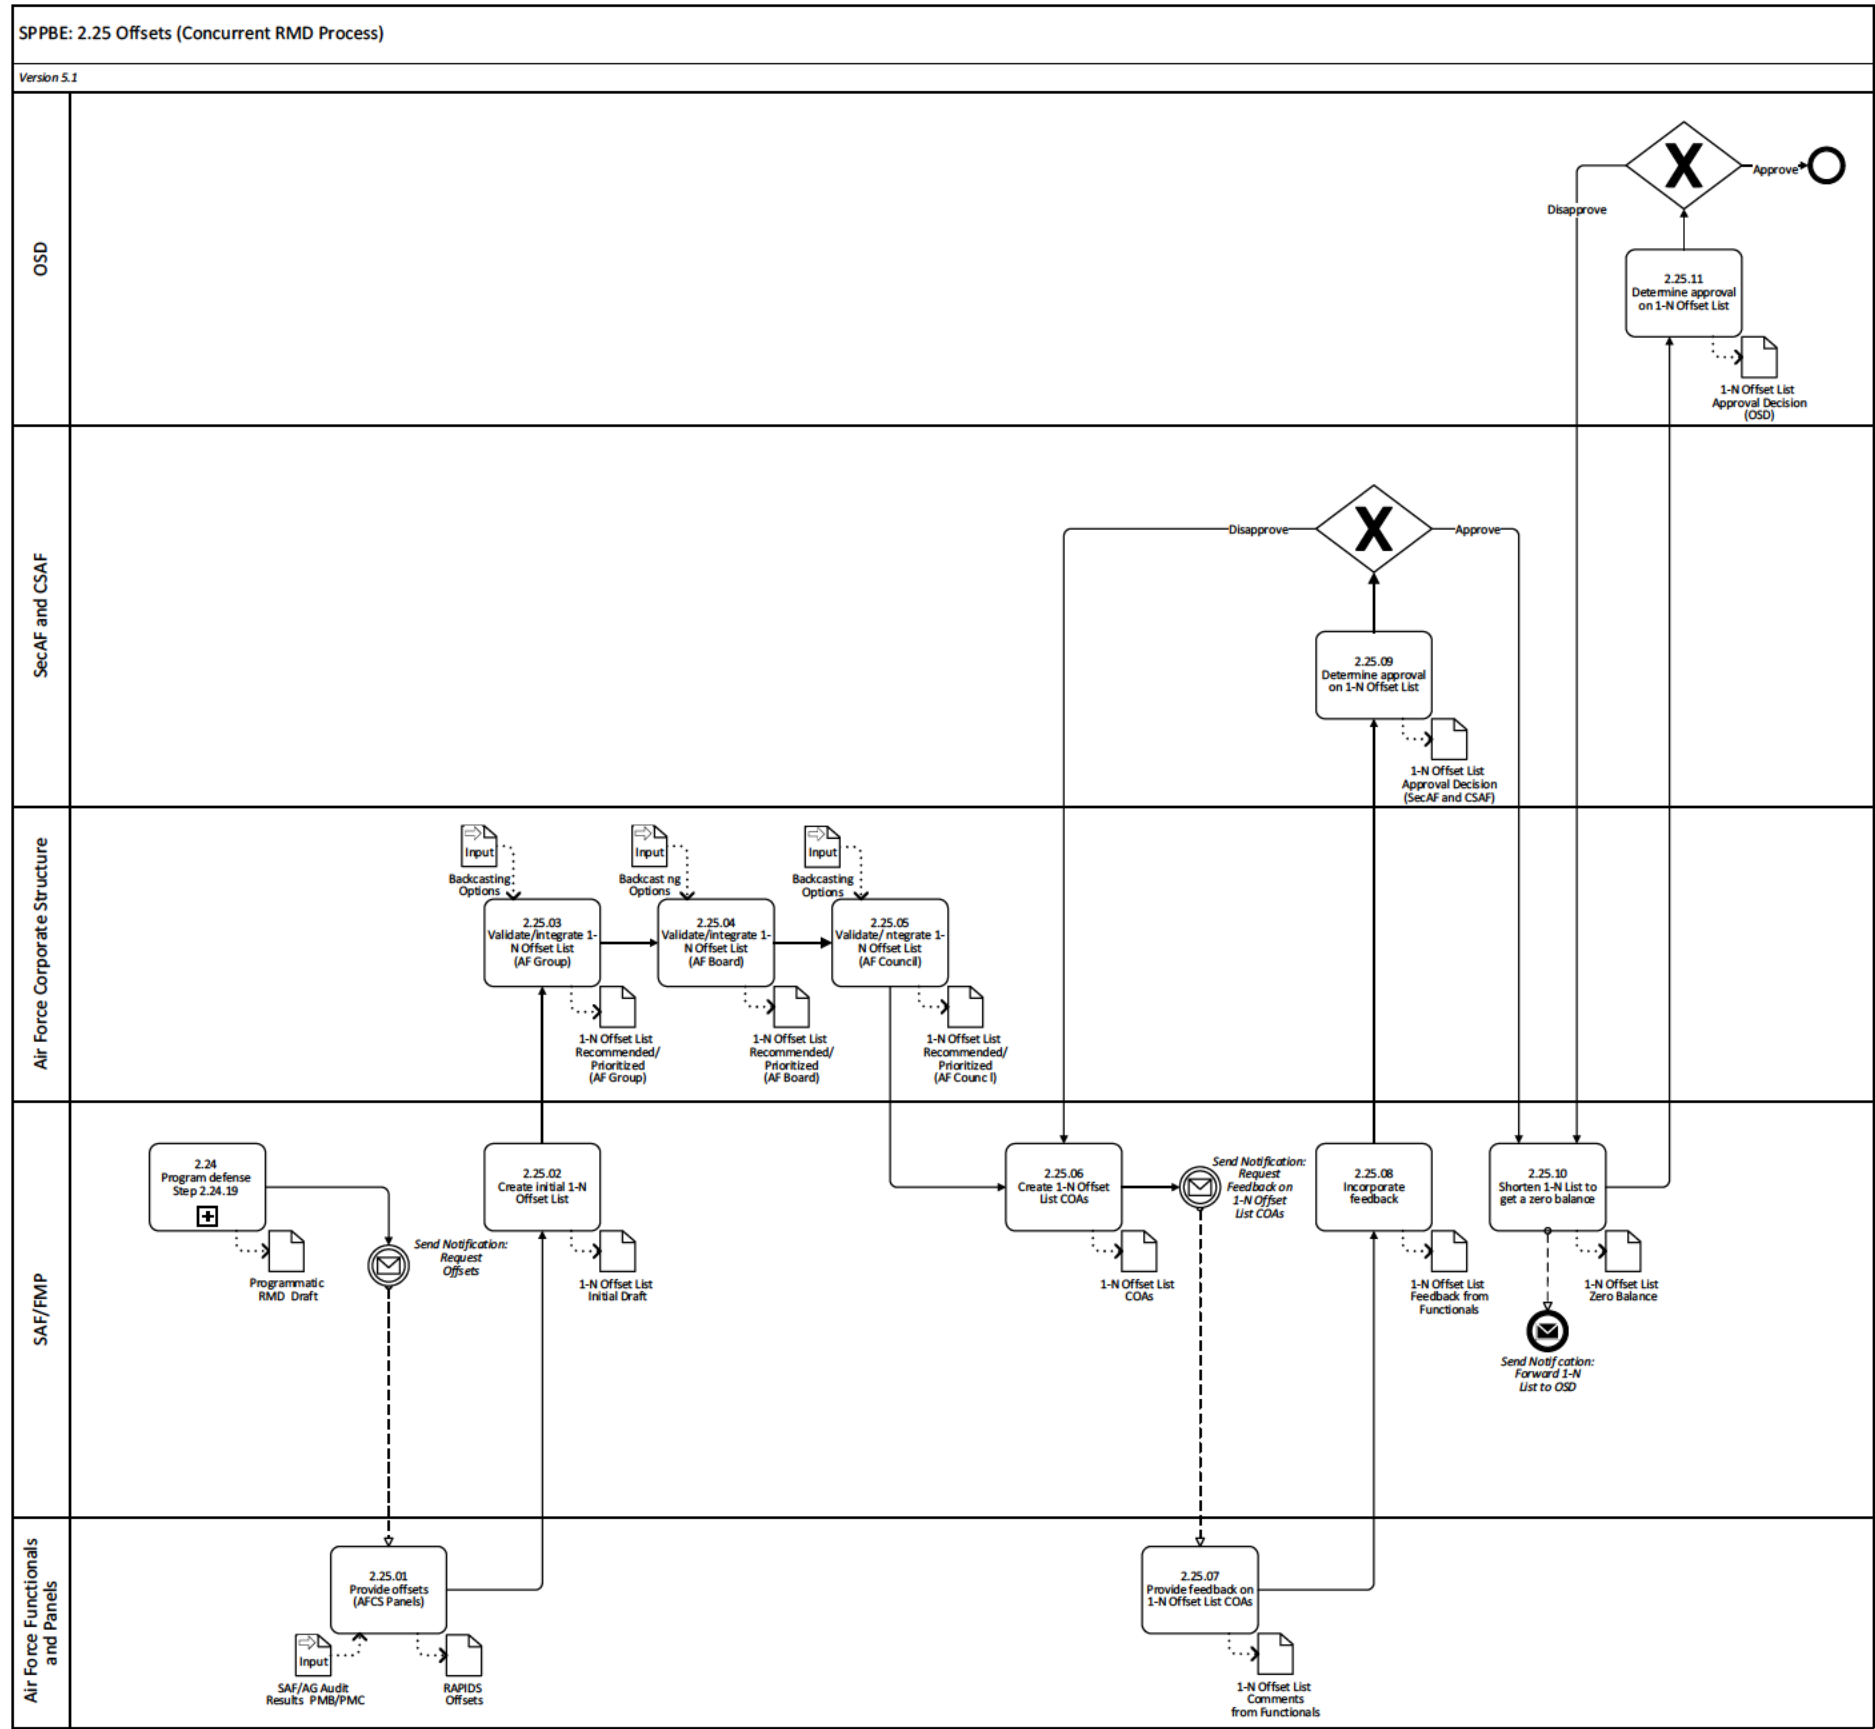 SPPBE: 2.25 Offsets (Concurrent RMD Process)
Version 5.1
OSD
Approve
Disapprove
2.25.11
Determine approval
on 1-N Offset List
1-N Offset List
Approval Decision
(OSD)
SecAF and CSAF
Disapprove
Approve
2.25.09
Determine approval
on 1-N Offset List
1-N Offset List
Approval Decision
(SecAF and CSAF)
Air Force Corporate Structure
Input
Backcasting
Options
Input
Backcast ng
Options
Input
Backcasting
Options
2.25.03
Validate/integrate 1-
N Offset List
(AF Group)
2.25.04
Validate/integrate 1-
N Offset List
(AF Board)
2.25.05
Validate/ ntegrate 1-
N Offset List
(AF Council)
1-N Offset List
Recommended/
Prioritized
(AF Group)
1-N Offset List
Recommended/
Prioritized
(AF Board)
1-N Offset List
Recommended/
Prioritized
(AF Counc l)
SAF/FMP
2.24
Program defense
Step 2.24.19
Programmatic
RMD Draft
Send Notification:
Request
Offsets
2.25.02
Create initial 1-N
Offset List
1-N Offset List
Initial Draft
2.25.06
Create 1-N Offset
List COAs
1-N Offset List
COAs
Send Notification:
Request
Feedback on
1-N Offset
List COAs
2.25.08
Incorporate
feedback
1-N Offset List
Feedback from
Functionals
2.25.10
Shorten 1-N List to
get a zero balance
1-N Offset List
Zero Balance
Send Notif cation:
Forward 1-N
List to OSD
Air Force Functionals
and Panels
2.25.01
Provide offsets
(AFCS Panels)
Input
SAF/AG Audit
Results PMB/PMC
RAPIDS
Offsets
2.25.07
Provide feedback on
1-N Offset List COAs
1-N Offset List
Comments
from Functionals